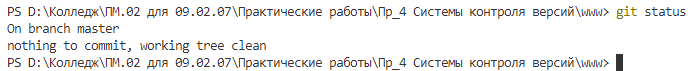 PS D:\Колледж\ПМ.02 для 09.02.07\Практические работы\Пр_4 Системы контроля версий\www> git status
On branch master
nothing to commit, working tree clean
PS D:\Колледж\ПМ.02 для 09.02.07\Практические работы\Пр_4 Системы контроля версий\www>